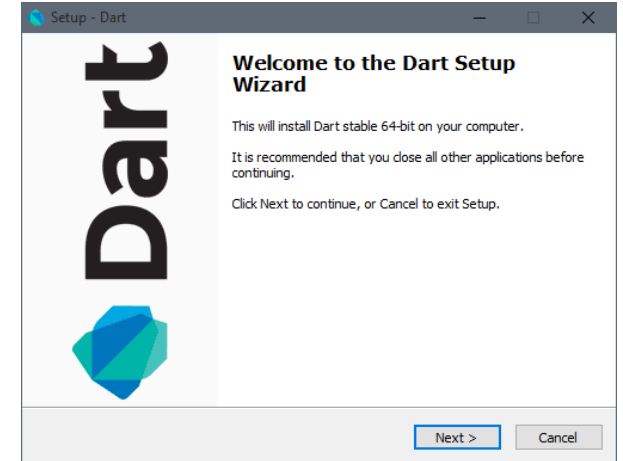 Setup - Dart
Dart
Welcome to the Dart Setup
Wizard
This will install Dart stable 64-bit on your computer.
It is recommended that you close all other applications before
continuing.
Click Next to continue, or Cancel to exit Setup.
Next >
Cancel